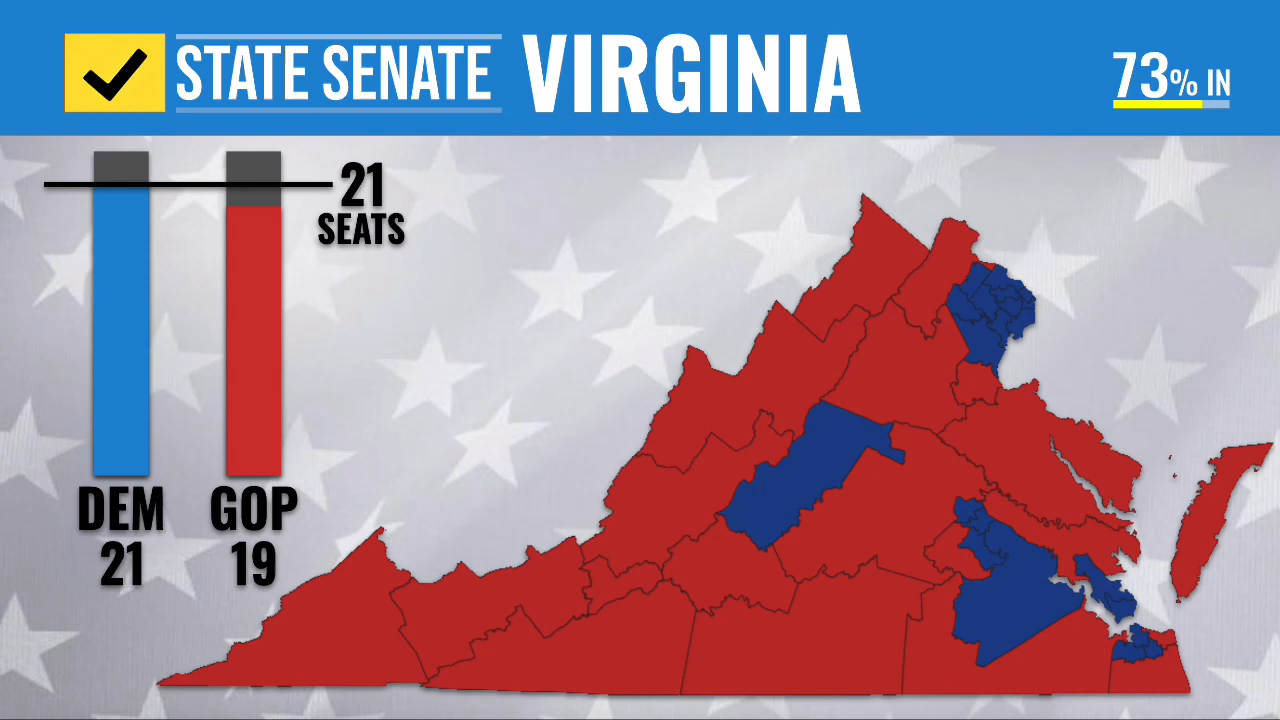 STATE SENATE VIRGINIA
73% IN
21
SEATS
DEM GOP
21 19